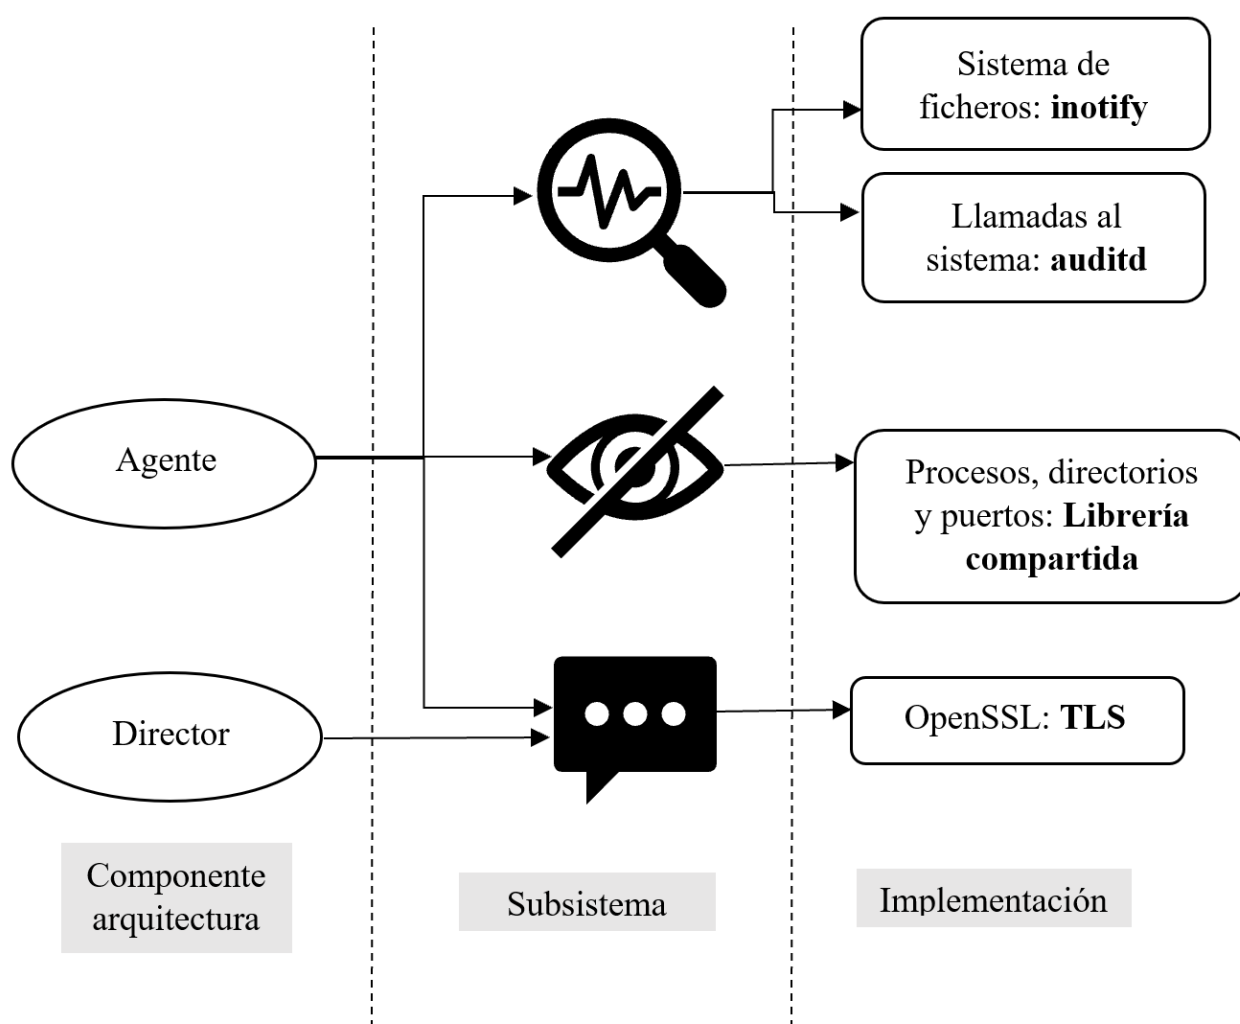 Sistema de
ficheros: inotify
Llamadas al
sistema: auditd
Agente
Procesos, directorios
y puertos: Librería
compartida
Director
OpenSSL: TLS
Componente
arquitectura
Subsistema
Implementación